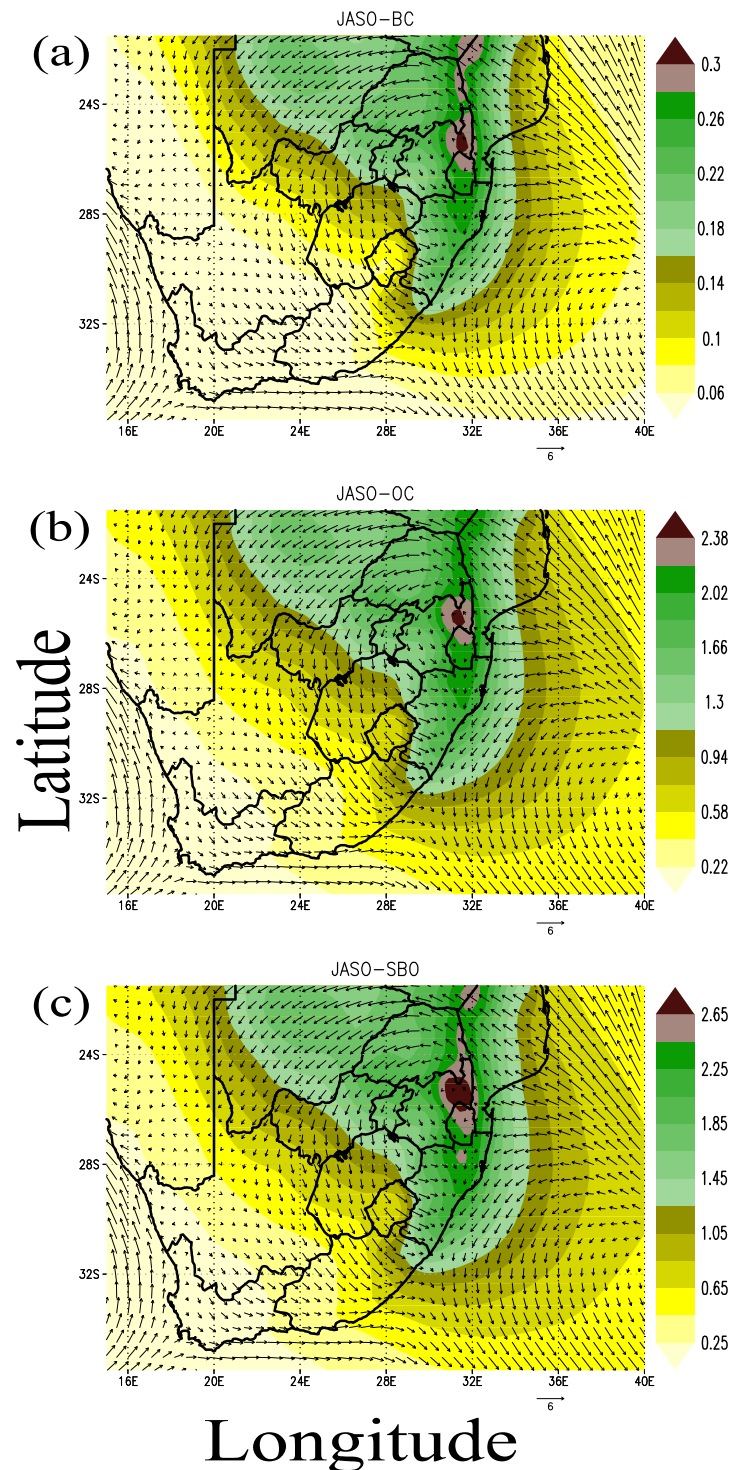 JASO-BC
(a)
24S
28S
32S
16E 20E 24E 28E 32E 36E 40E
6
0.3
0.26
0.22
0.18
0.14
0.1
0.06
JASO-OC
(b)
24S
28S
32S
16E 20E 24E 28E 32E 36E 40E
6
2.38
2.02
1.66
1.3
0.94
0.58
0.22
Latitude
JASO-SBO
(c)
24S
28S
32S
16E 20E 24E 28E 32E 36E 40E
6
2.65
2.25
1.85
1.45
1.05
0.65
0.25
Longitude